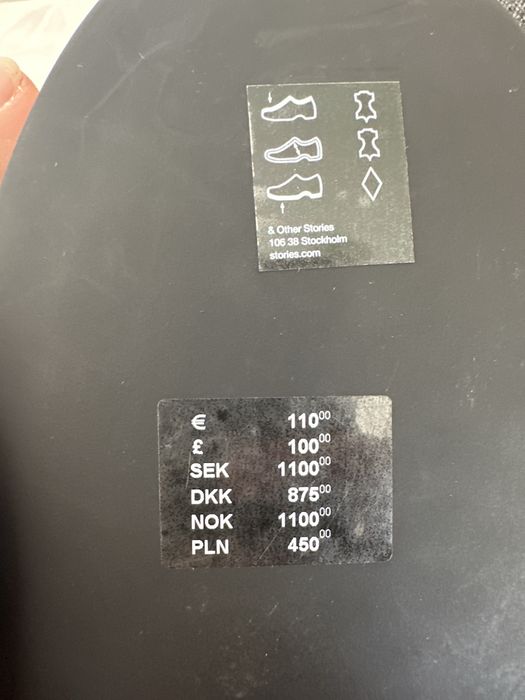 & Other Stories
106 38 Stockholm
stories.com
€ 110⁰⁰
£ 100⁰⁰
SEK 1100⁰⁰
DKK 875⁰⁰
NOK 1100⁰⁰
PLN 450⁰⁰